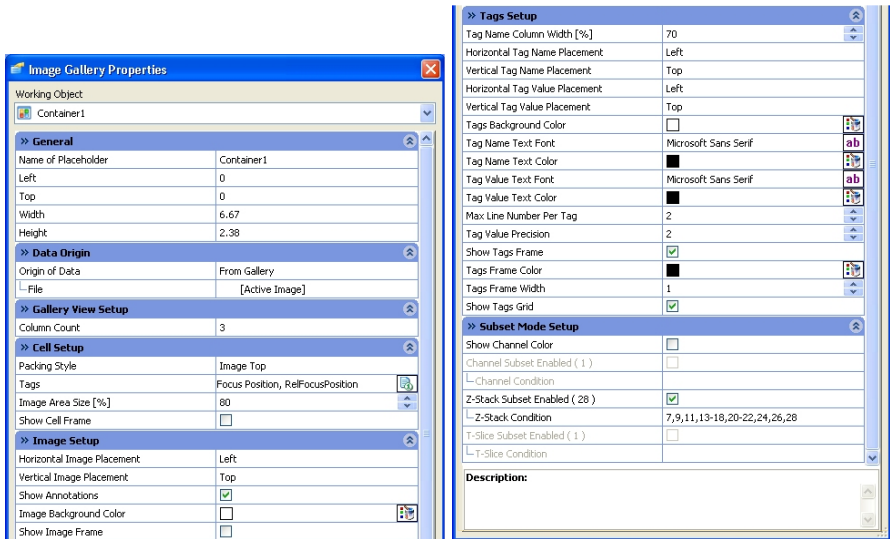 Image Gallery Properties
Working Object
Container1
» General
Name of Placeholder Container1
Left 0
Top 0
Width 6.67
Height 2.38
» Data Origin
Origin of Data From Gallery
File [Active Image]
» Gallery View Setup
Column Count 3
» Cell Setup
Packing Style Image Top
Tags Focus Position, RelFocusPosition
Image Area Size [%] 80
Show Cell Frame
» Image Setup
Horizontal Image Placement Left
Vertical Image Placement Top
Show Annotations
Image Background Color
Show Image Frame
» Tags Setup
Tag Name Column Width [%] 70
Horizontal Tag Name Placement Left
Vertical Tag Name Placement Top
Horizontal Tag Value Placement Left
Vertical Tag Value Placement Top
Tags Background Color
Tag Name Text Font Microsoft Sans Serif ab
Tag Name Text Color
Tag Value Text Font Microsoft Sans Serif ab
Tag Value Text Color
Max Line Number Per Tag 2
Tag Value Precision 2
Show Tags Frame
Tags Frame Color
Tags Frame Width 1
Show Tags Grid
» Subset Mode Setup
Show Channel Color
Channel Subset Enabled ( 1 )
Channel Condition
Z-Stack Subset Enabled ( 28 )
Z-Stack Condition 7,9,11,13-18,20-22,24,26,28
T-Slice Subset Enabled ( 1 )
T-Slice Condition
Description: